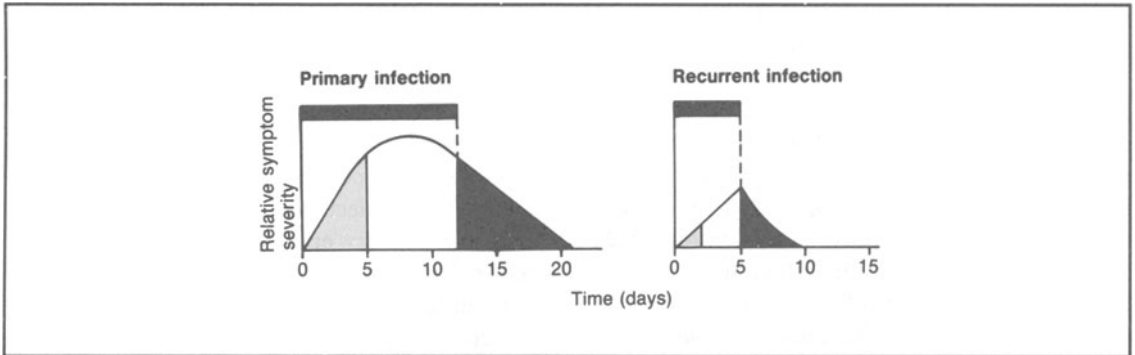 Primary infection
Recurrent infection
Relative symptom
severity
0 5 10 15 20
0 5 10 15
Time (days)